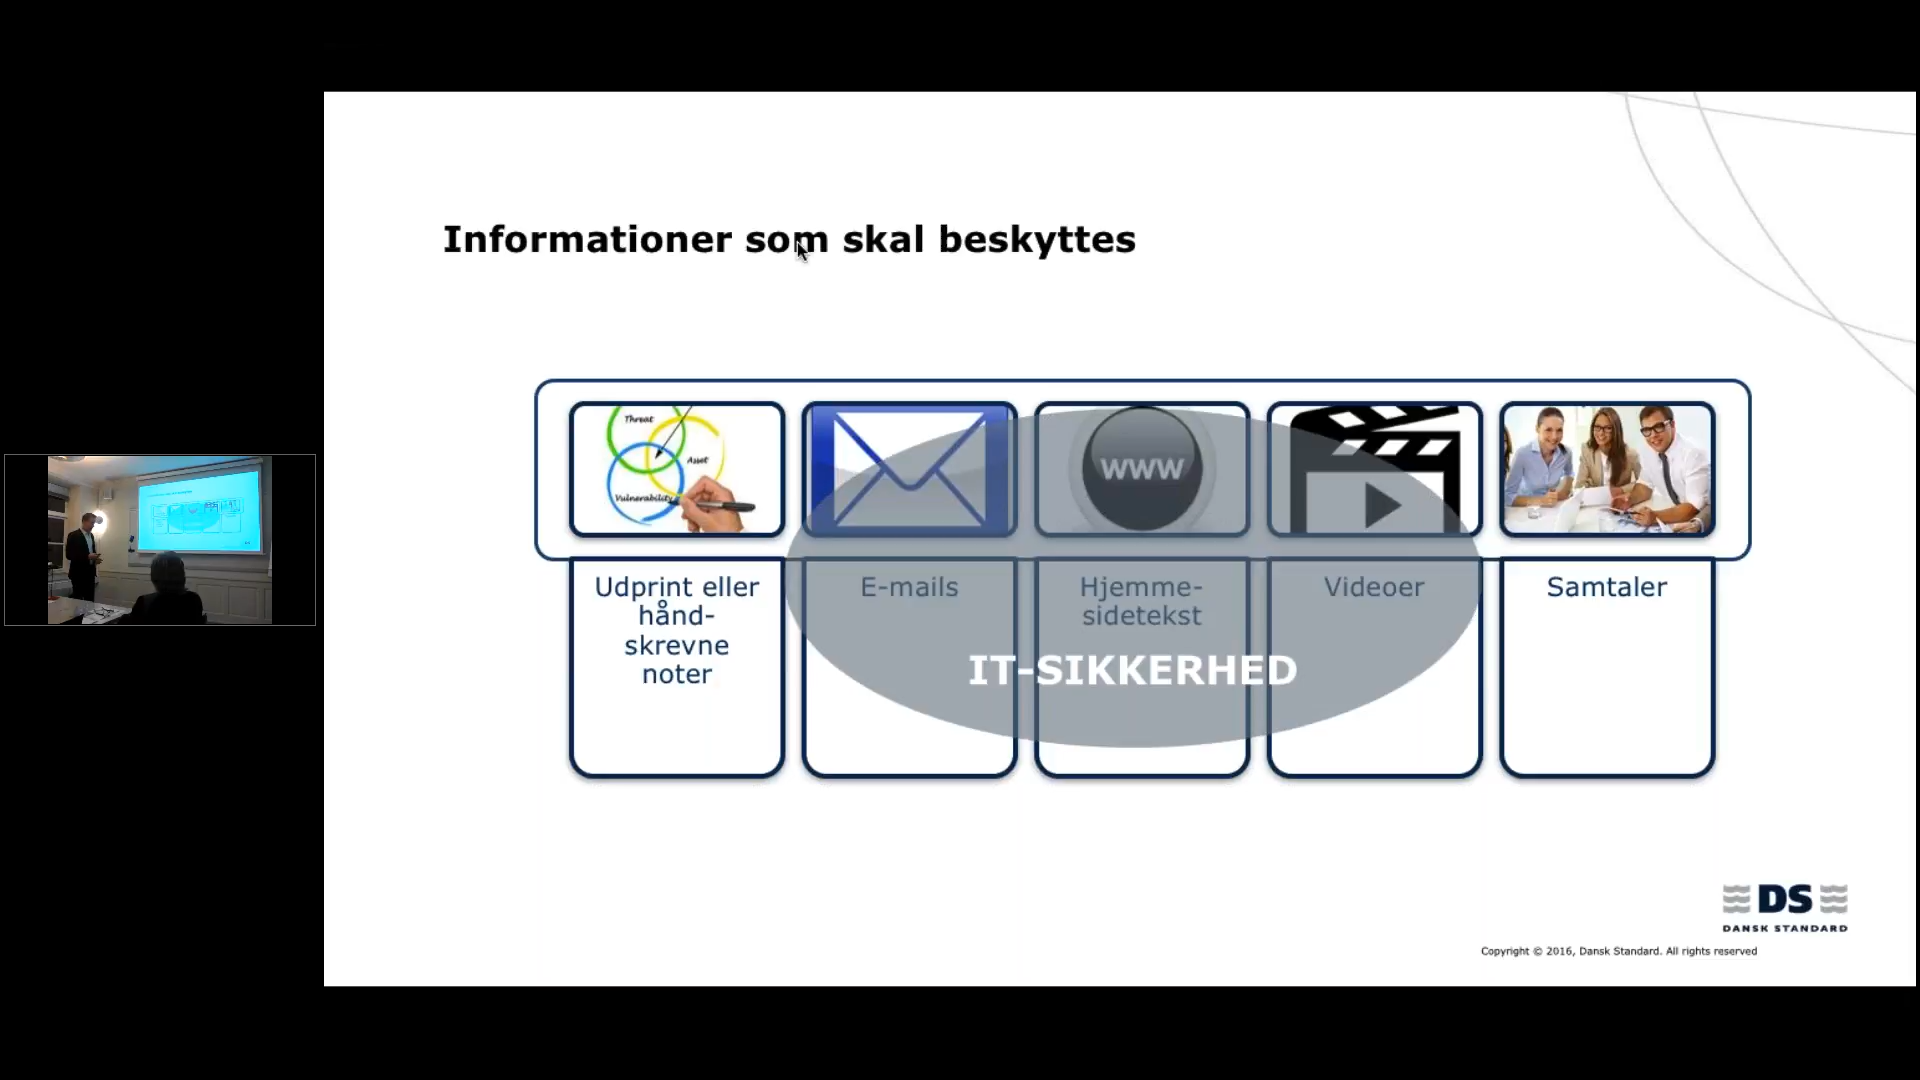 Informationer som skal beskyttes
Threat
Asset
Vulnerability
WWW
Udprint eller
hånd-
skrevne
noter
E-mails
Hjemme-
sidetekst
Videoer
Samtaler
IT-SIKKERHED
DS
DANSK STANDARD
Copyright © 2016, Dansk Standard. All rights reserved